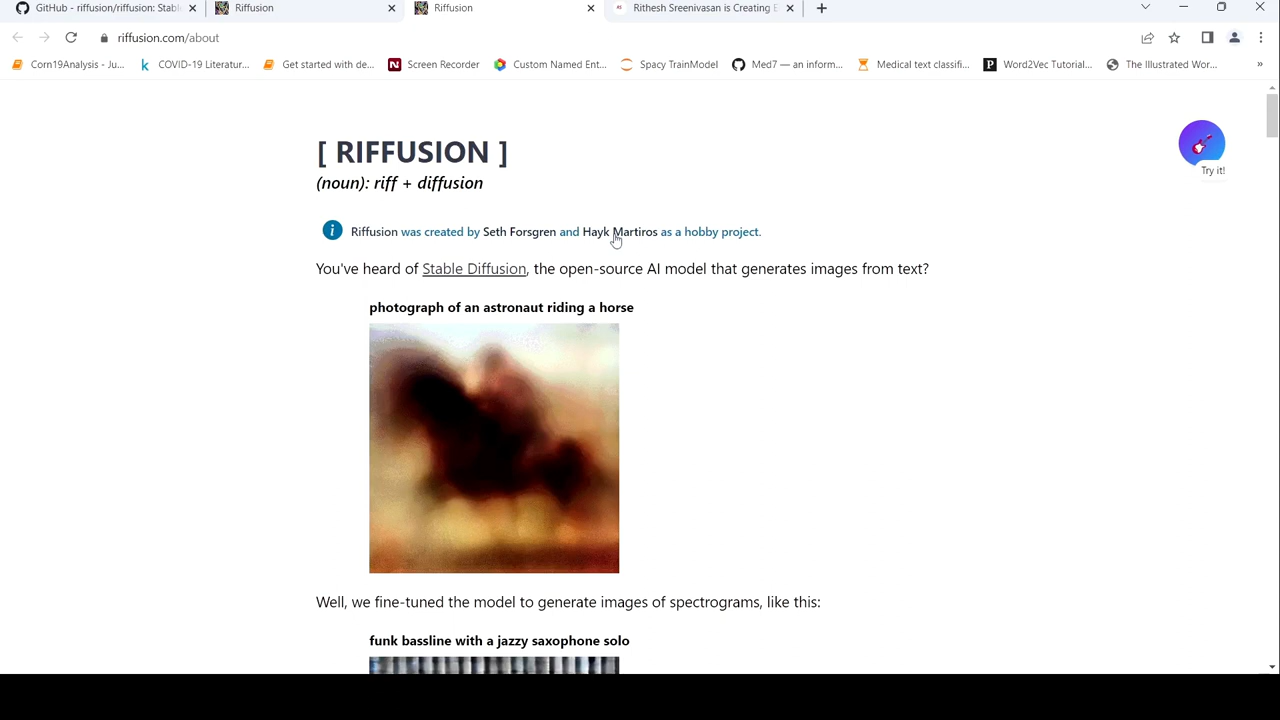 GitHub - riffusion/riffusion: Stabl
Riffusion
Riffusion
Rithesh Sreenivasan is Creating E
riffusion.com/about
Corn19Analysis - Ju...
COVID-19 Literatur...
Get started with de...
Screen Recorder
Custom Named Ent...
Spacy TrainModel
Med7 — an inform...
Medical text classifi...
Word2Vec Tutorial...
The Illustrated Wor...
»
[ RIFFUSION ]
(noun): riff + diffusion
Try it!
Riffusion was created by Seth Forsgren and Hayk Martiros as a hobby project.
You've heard of Stable Diffusion, the open-source AI model that generates images from text?
photograph of an astronaut riding a horse
Well, we fine-tuned the model to generate images of spectrograms, like this:
funk bassline with a jazzy saxophone solo